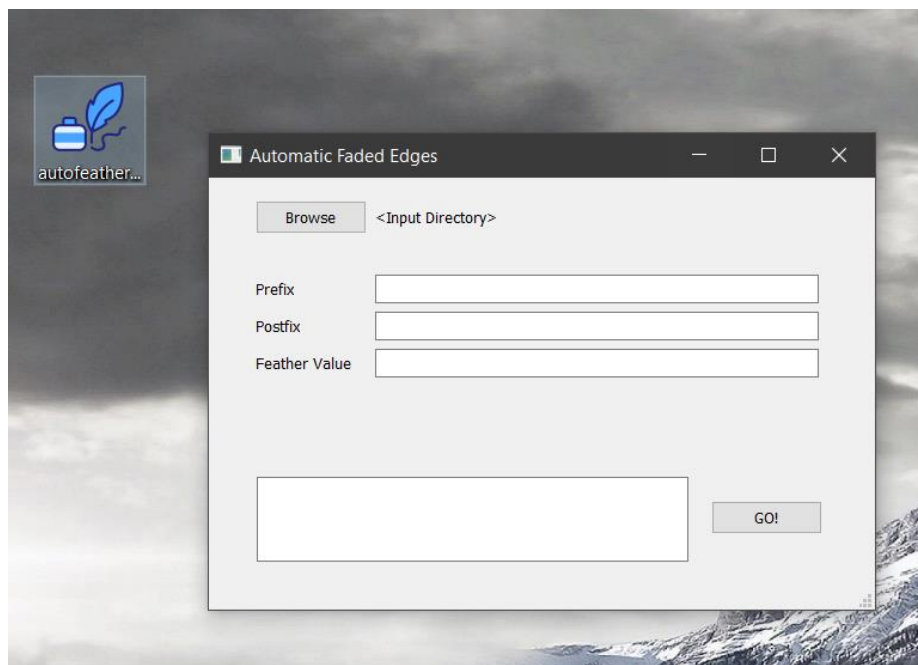 autofeather...
Automatic Faded Edges
Browse <Input Directory>
Prefix
Postfix
Feather Value
GO!